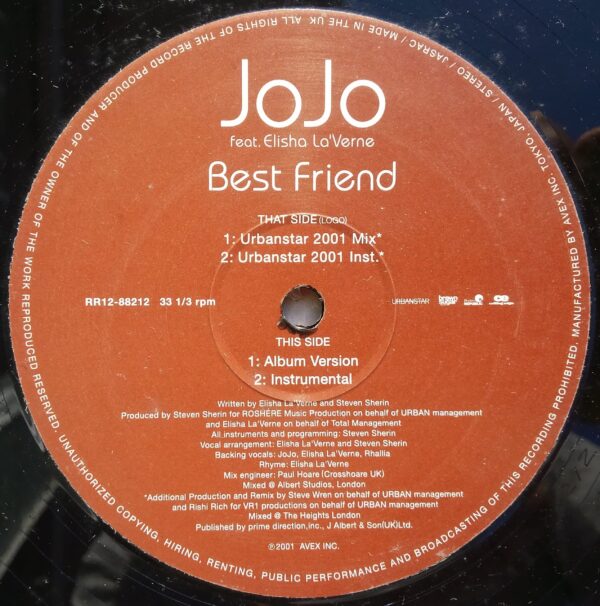 JoJo
feat. Elisha La'Verne
Best Friend
THAT SIDE (LOGO)
1: Urbanstar 2001 Mix*
2: Urbanstar 2001 Inst.*
RR12-88212 33 1/3 rpm
URBANSTAR
THIS SIDE
1: Album Version
2: Instrumental
Written by Elisha La'Verne and Steven Sherin
Produced by Steven Sherin for ROSHERE Music Production on behalf of URBAN management
and Elisha La'Verne on behalf of Total Management
All instruments and programming: Steven Sherin
Vocal arrangement: Elisha La'Verne and Steven Sherin
Backing vocals: JoJo, Elisha La'Verne, Rhallia
Rhyme: Elisha La'Verne
Mix engineer: Paul Hoare (Crosshoare UK)
Mixed @ Albert Studios, London
*Additional Production and Remix by Steve Wren on behalf of URBAN management
and Rishi Rich for VR1 productions on behalf of URBAN management
Mixed @ The Heights London
Published by prime direction,inc., J Albert & Son(UK)Ltd.
℗2001 AVEX INC.
ALL RIGHTS OF THE RECORD PRODUCER AND OF THE OWNER OF THE WORK REPRODUCED RESERVED. UNAUTHORIZED COPYING, HIRING, RENTING, PUBLIC PERFORMANCE AND BROADCASTING OF THIS RECORDING PROHIBITED. MANUFACTURED BY AVEX INC. TOKYO, JAPAN / STEREO / JASRAC / MADE IN THE UK